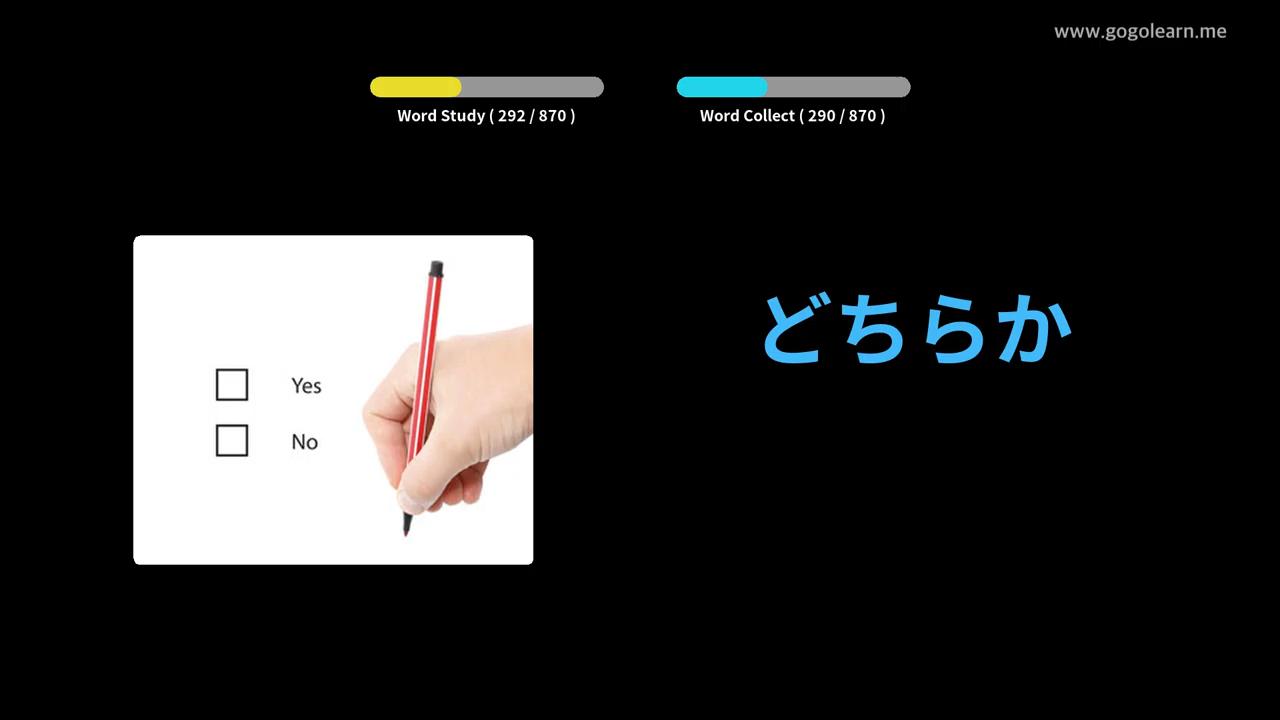 www.gogolearn.me
Word Study ( 292 / 870 )
Word Collect ( 290 / 870 )
どちらか
Yes
No